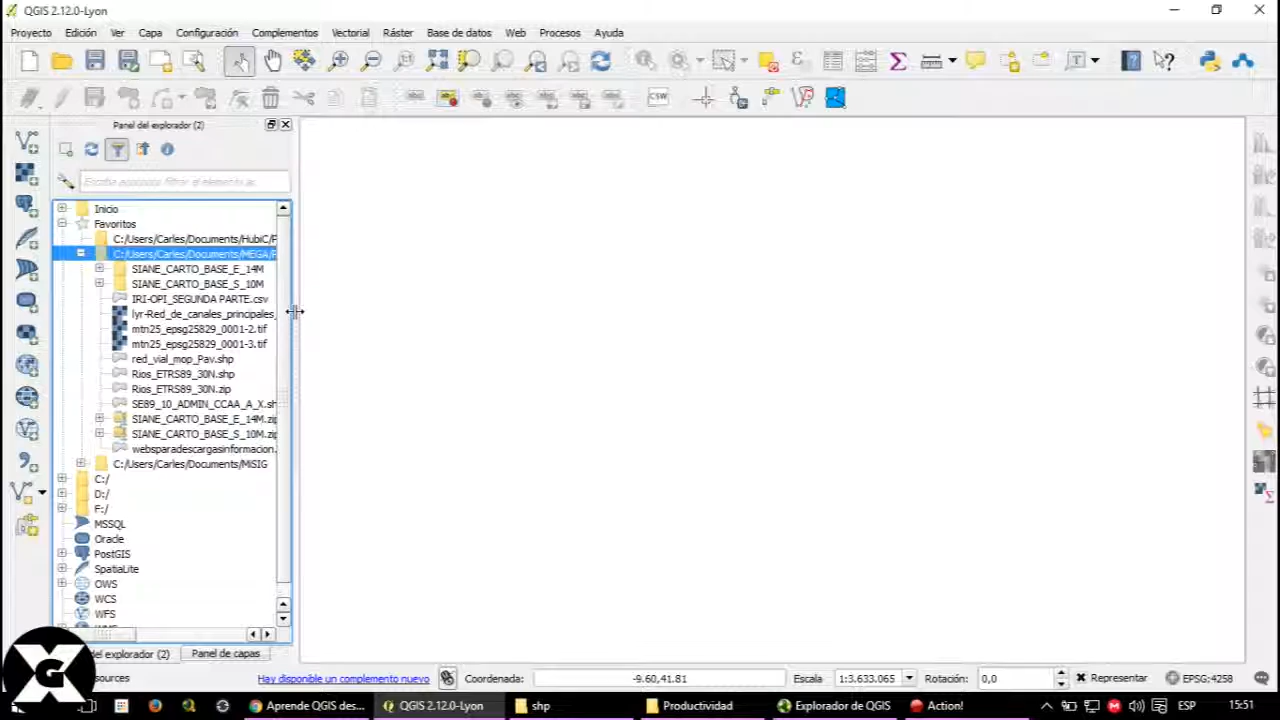 QGIS 2.12.0-Lyon
Proyecto Edición Ver Capa Configuración Complementos Vectorial Ráster Base de datos Web Procesos Ayuda
CSW
Panel del explorador (2)
Inicio
Favoritos
C:/Users/Carles/Documents/HubiC/F
C:/Users/Carles/Documents/MEGA/F
SIANE_CARTO_BASE_E_14M
SIANE_CARTO_BASE_S_10M
IRI-OPI_SEGUNDA PARTE.csv
lyr-Red_de_canales_principales_
mtn25_epsg25829_0001-2.tif
mtn25_epsg25829_0001-3.tif
red_vial_mop_Pav.shp
Rios_ETRS89_30N.shp
Rios_ETRS89_30N.zip
SE89_10_ADMIN_CCAA_A_X.sh
SIANE_CARTO_BASE_E_14M.zip
SIANE_CARTO_BASE_S_10M.zip
websparadescargasinformacion.
C:/Users/Carles/Documents/MiSIG
C:/
D:/
F:/
MSSQL
Oracle
PostGIS
SpatiaLite
OWS
WCS
WFS
del explorador (2) Panel de capas
sources Hay disponible un complemento nuevo Coordenada: -9.60,41.81 Escala 1:3.633.065 Rotación: 0,0 Representar EPSG:4258
XG
Aprende QGIS des... QGIS 2.12.0-Lyon shp Productividad Explorador de QGIS Action! ESP 15:51